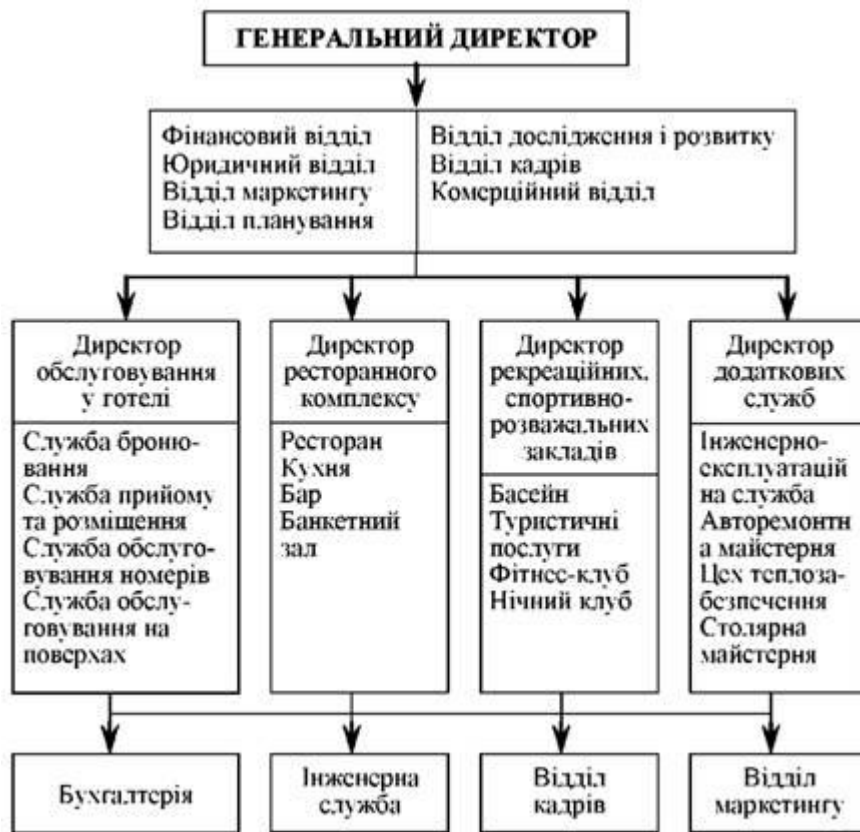 ГЕНЕРАЛЬНИЙ ДИРЕКТОР
Фінансовий відділ
Юридичний відділ
Відділ маркетингу
Відділ планування
Відділ дослідження і розвитку
Відділ кадрів
Комерційний відділ
Директор
обслуговування
у готелі
Служба броню-
вання
Служба прийому
та розміщення
Служба обслуго-
вування номерів
Служба обслу-
говування на
поверхах
Директор
ресторанного
комплексу
Ресторан
Кухня
Бар
Банкетний
зал
Директор
рекреаційних,
спортивно-
розважальних
закладів
Басейн
Туристичні
послуги
Фітнес-клуб
Нічний клуб
Директор
додаткових
служб
Інженерно-
експлуатацій
на служба
Авторемонтн
а майстерня
Цех теплоза-
безпечення
Столярна
майстерня
Бухгалтерія
Інженерна
служба
Відділ
кадрів
Відділ
маркетингу